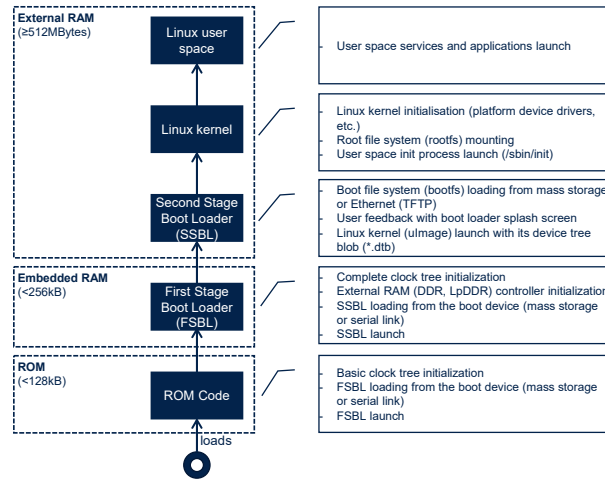 External RAM
(≥512MBytes)
Linux user
space
- User space services and applications launch
Linux kernel
- Linux kernel initialisation (platform device drivers,
etc.)
- Root file system (rootfs) mounting
- User space init process launch (/sbin/init)
Second Stage
Boot Loader
(SSBL)
- Boot file system (bootfs) loading from mass storage
or Ethernet (TFTP)
- User feedback with boot loader splash screen
- Linux kernel (uImage) launch with its device tree
blob (*.dtb)
Embedded RAM
(<256kB)
First Stage
Boot Loader
(FSBL)
- Complete clock tree initialization
- External RAM (DDR, LpDDR) controller initialization
- SSBL loading from the boot device (mass storage
or serial link)
- SSBL launch
ROM
(<128kB)
ROM Code
- Basic clock tree initialization
- FSBL loading from the boot device (mass storage
or serial link)
- FSBL launch
loads